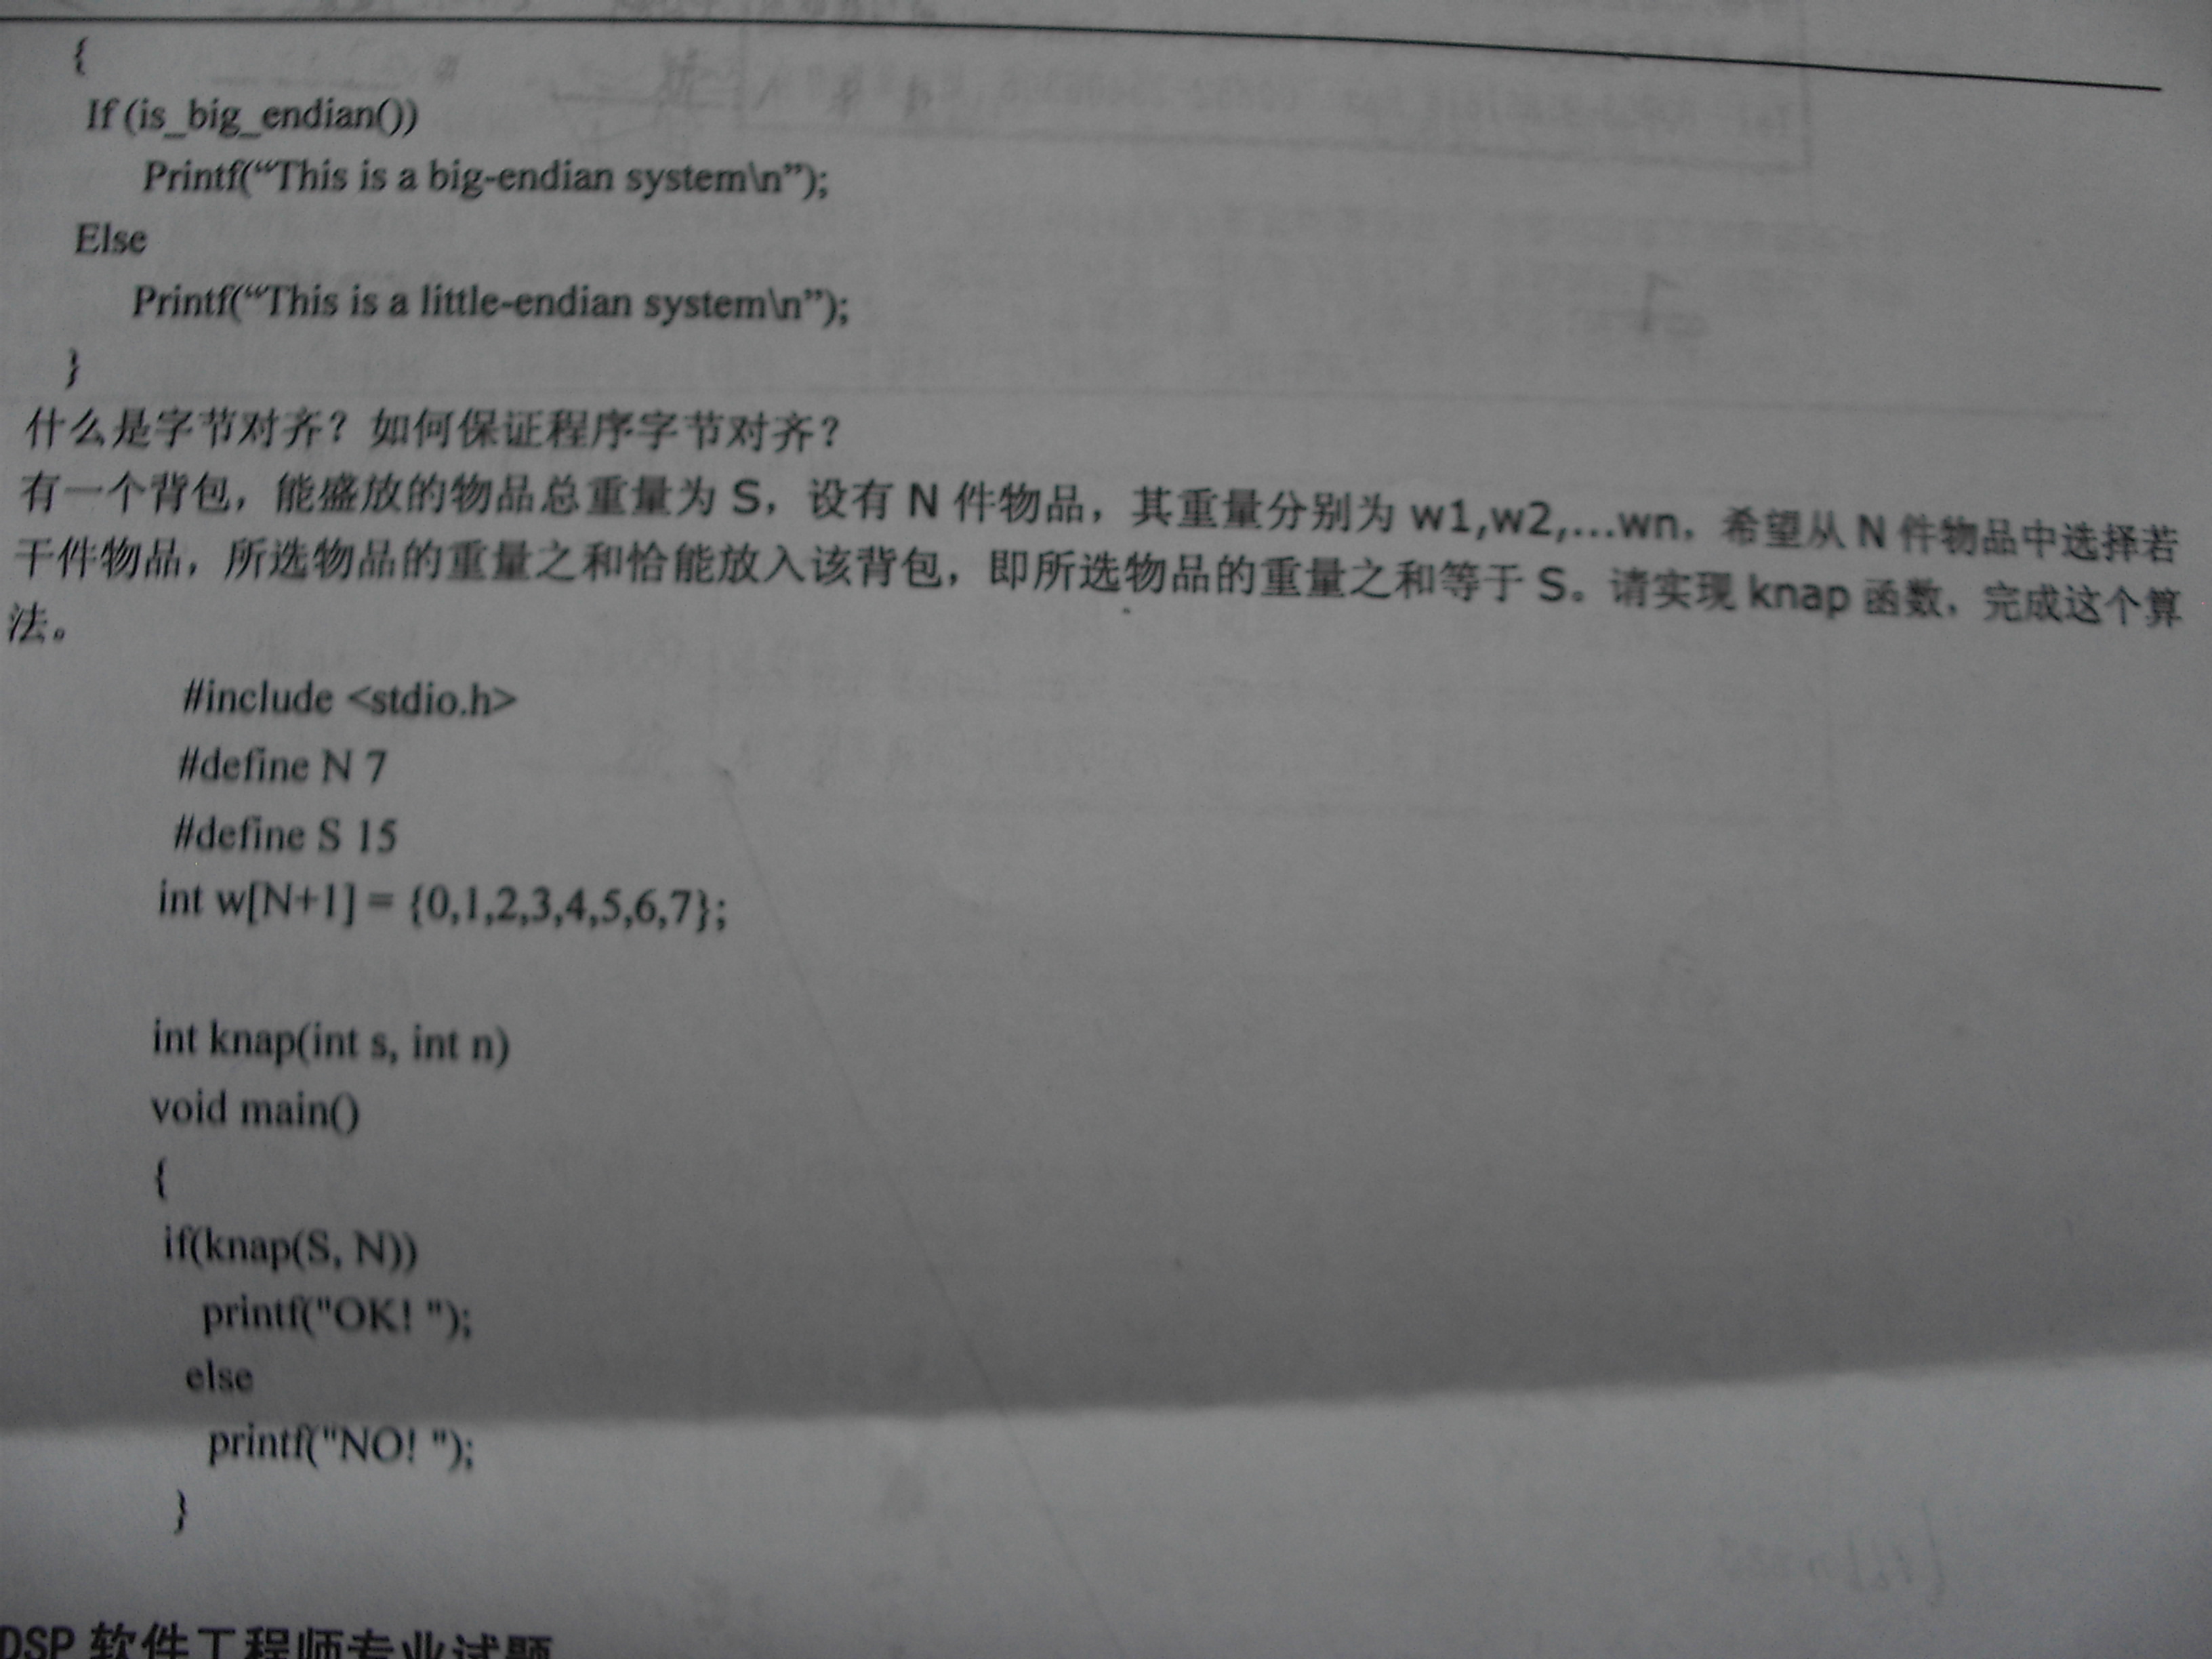 {
If (is_big_endian())
Printf(“This is a big-endian system\n”);
Else
Printf(“This is a little-endian system\n”);
}
什么是字节对齐？如何保证程序字节对齐？
有一个背包，能盛放的物品总重量为 S，设有 N 件物品，其重量分别为 w1,w2,...wn，希望从 N 件物品中选择若
干件物品，所选物品的重量之和恰能放入该背包，即所选物品的重量之和等于 S。请实现 knap 函数，完成这个算
法。
#include <stdio.h>
#define N 7
#define S 15
int w[N+1] = {0,1,2,3,4,5,6,7};
int knap(int s, int n)
void main()
{
if(knap(S, N))
printf("OK! ");
else
printf("NO! ");
}
DSP 软件工程师专业试题